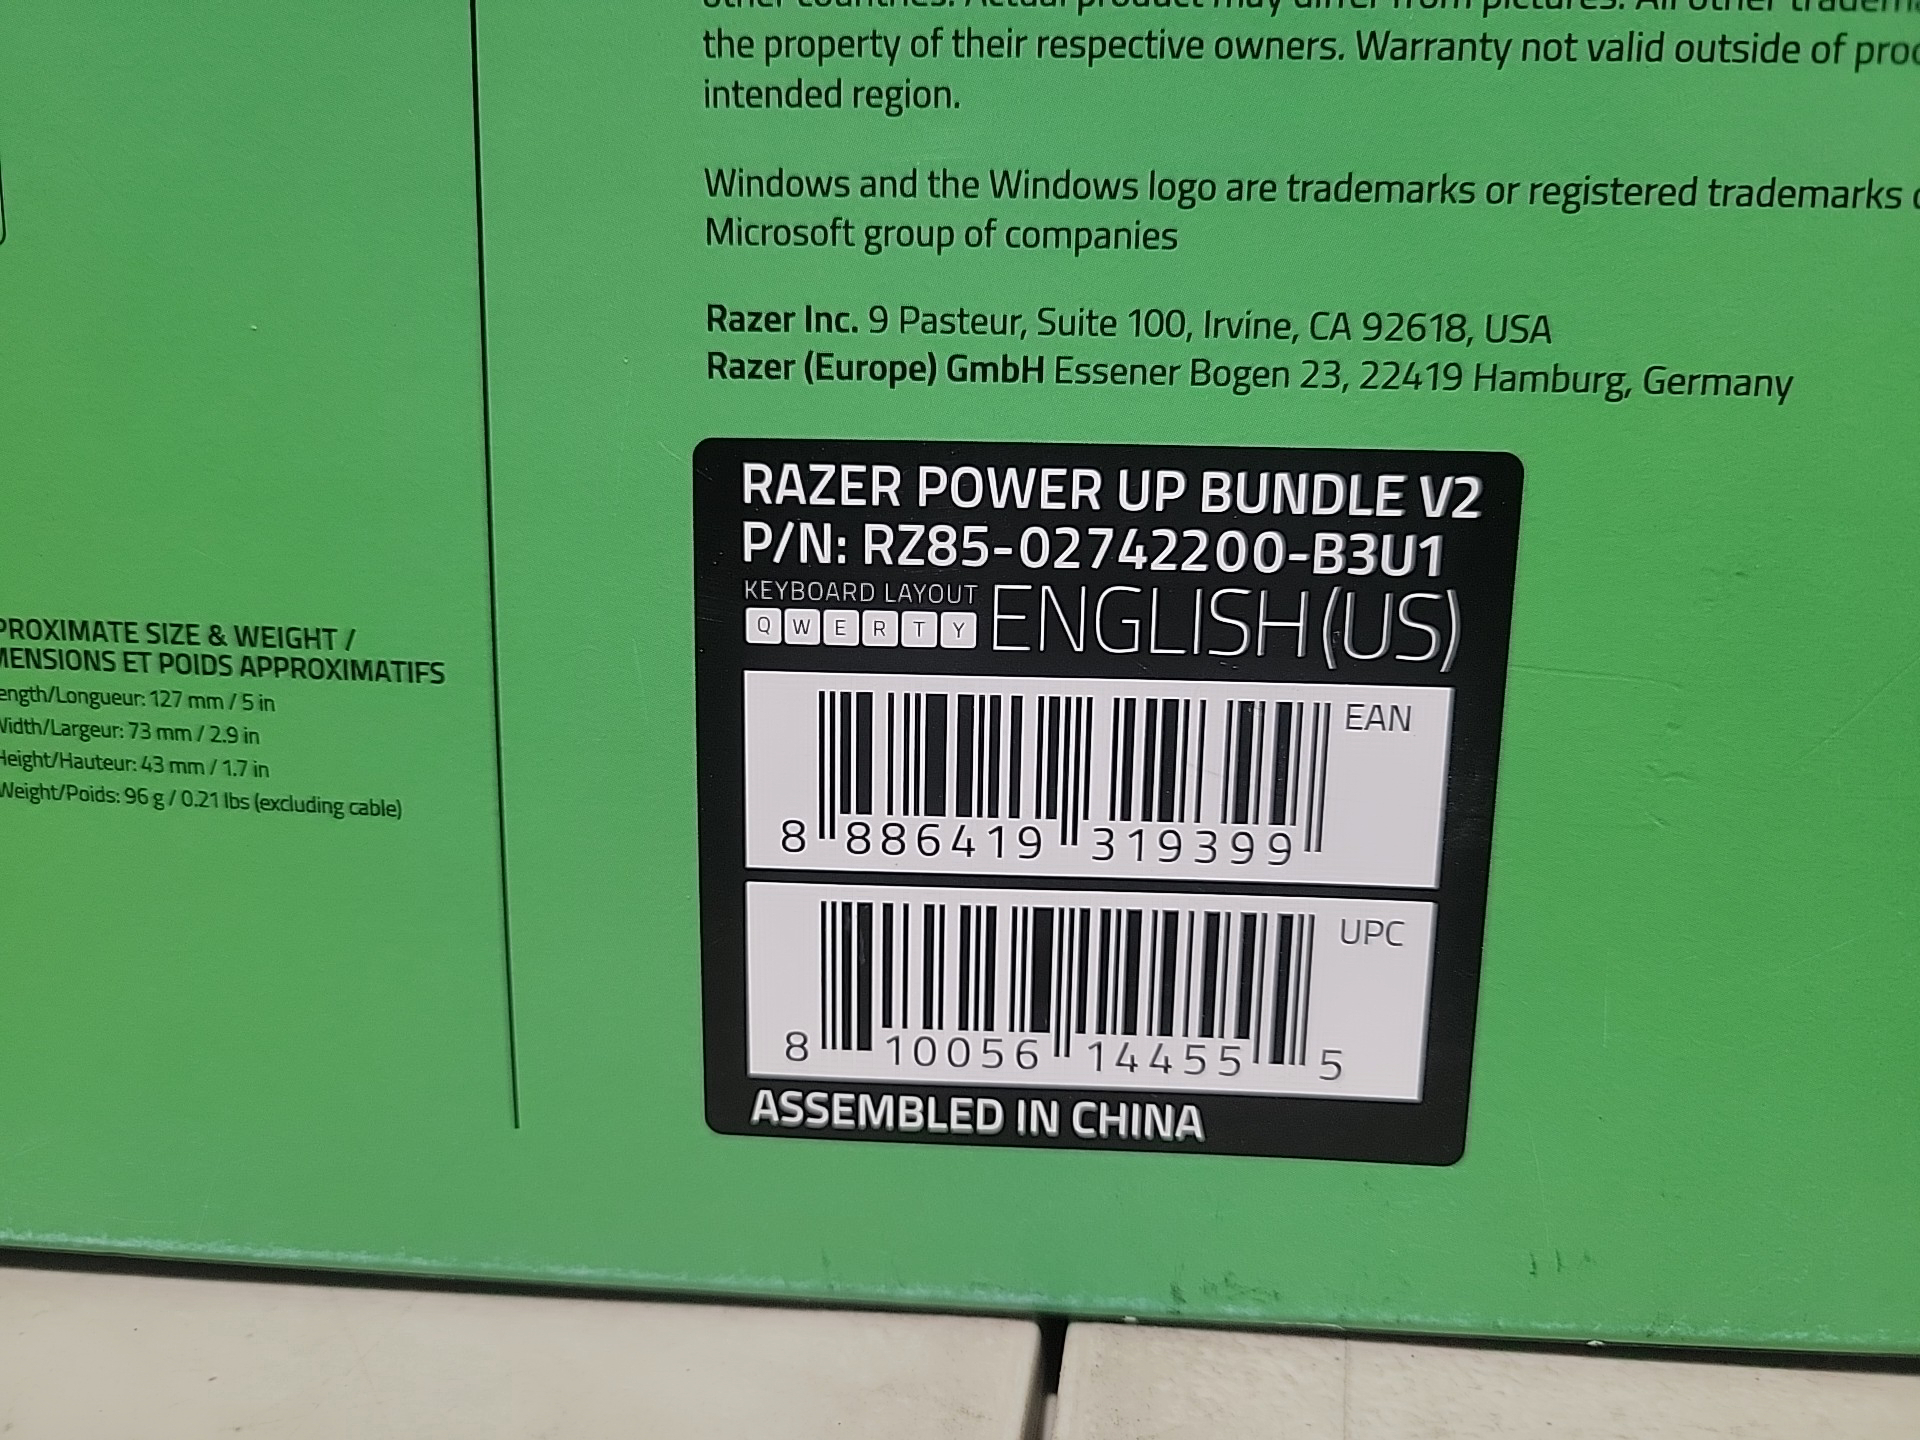 the property of their respective owners. Warranty not valid outside of
intended region.
Windows and the Windows logo are trademarks or registered trademarks
Microsoft group of companies
Razer Inc. 9 Pasteur, Suite 100, Irvine, CA 92618, USA
Razer (Europe) GmbH Essener Bogen 23, 22419 Hamburg, Germany
RAZER POWER UP BUNDLE V2
P/N: RZ85-02742200-B3U1
KEYBOARD LAYOUT
QWERTY ENGLISH (US)
EAN
8 886419 319399
UPC
8 10056 14455 5
ASSEMBLED IN CHINA
PROXIMATE SIZE & WEIGHT /
MENSIONS ET POIDS APPROXIMATIFS
ength/Longueur: 127 mm / 5 in
Width/Largeur: 73 mm / 2.9 in
Height/Hauteur: 43 mm / 1.7 in
Weight/Poids: 96 g / 0.21 lbs (excluding cable)